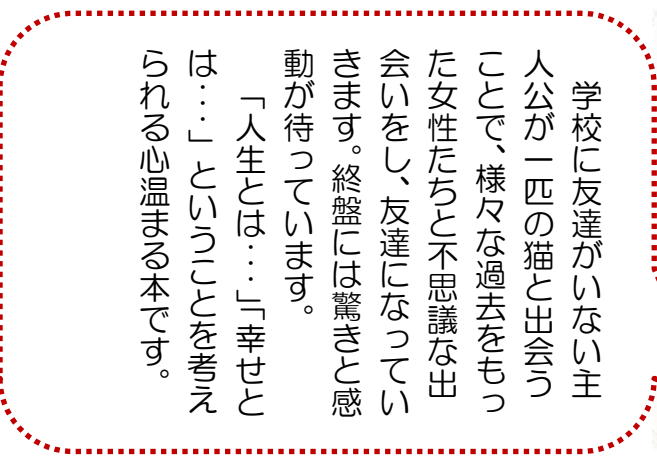 学校に友達がいない主
人公が一匹の猫と出会う
ことで、様々な過去をもっ
た女性たちと不思議な出
会いをし、友達になってい
きます。終盤には驚きと感
動が待っています。
　「人生とは‥」「幸せと
は‥」ということを考え
られる心温まる本です。